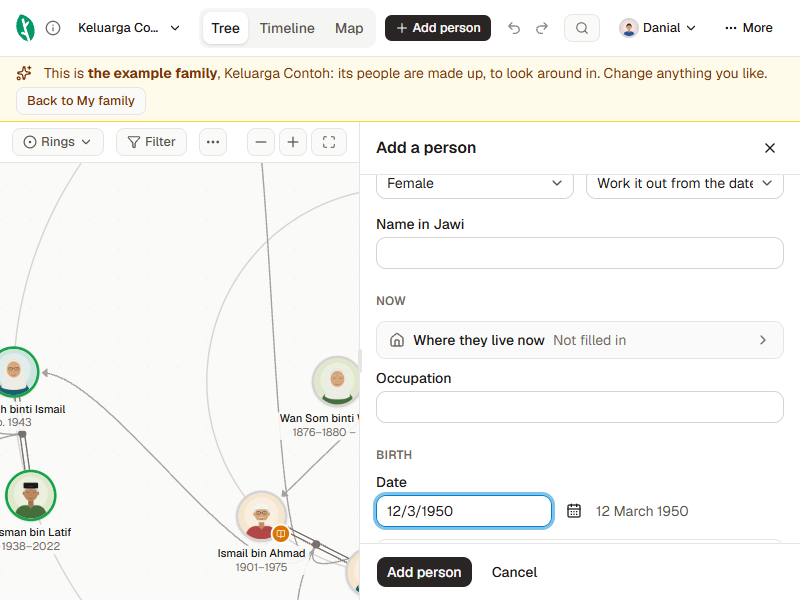 Keluarga Co...
Tree
Timeline
Map
Add person
Danial
More
This is the example family, Keluarga Contoh: its people are made up, to look around in. Change anything you like.
Back to My family
Rings
Filter
Add a person
Female
Work it out from the date
Name in Jawi
NOW
Where they live now Not filled in
Occupation
BIRTH
Date
12/3/1950
12 March 1950
Add person
Cancel
h binti Ismail
. 1943
Wan Som binti
1876–1880 –
sman bin Latif
1938–2022
Ismail bin Ahmad
1901–1975